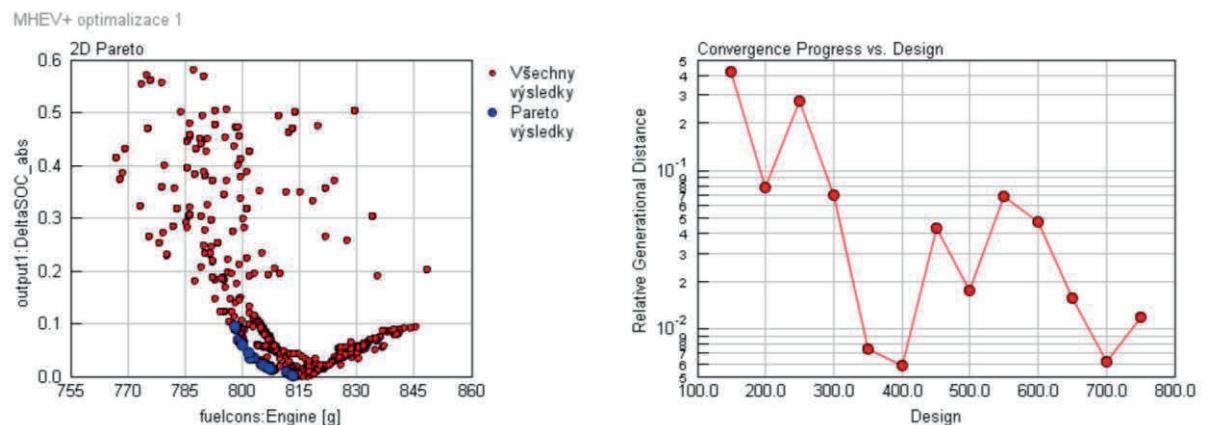 MHEV+ optimalizace 1
2D Pareto
0.6
0.5
0.4
0.3
0.2
0.1
0.0
755 770 785 800 815 830 845 860
output1:DeltaSOC_abs
fuelcons:Engine [g]
Všechny
výsledky
Pareto
výsledky
Convergence Progress vs. Design
5
4
3
2
10-1
9
8
7
6
5
4
3
2
10-2
9
8
7
6
5
100.0 200.0 300.0 400.0 500.0 600.0 700.0 800.0
Relative Generational Distance
Design